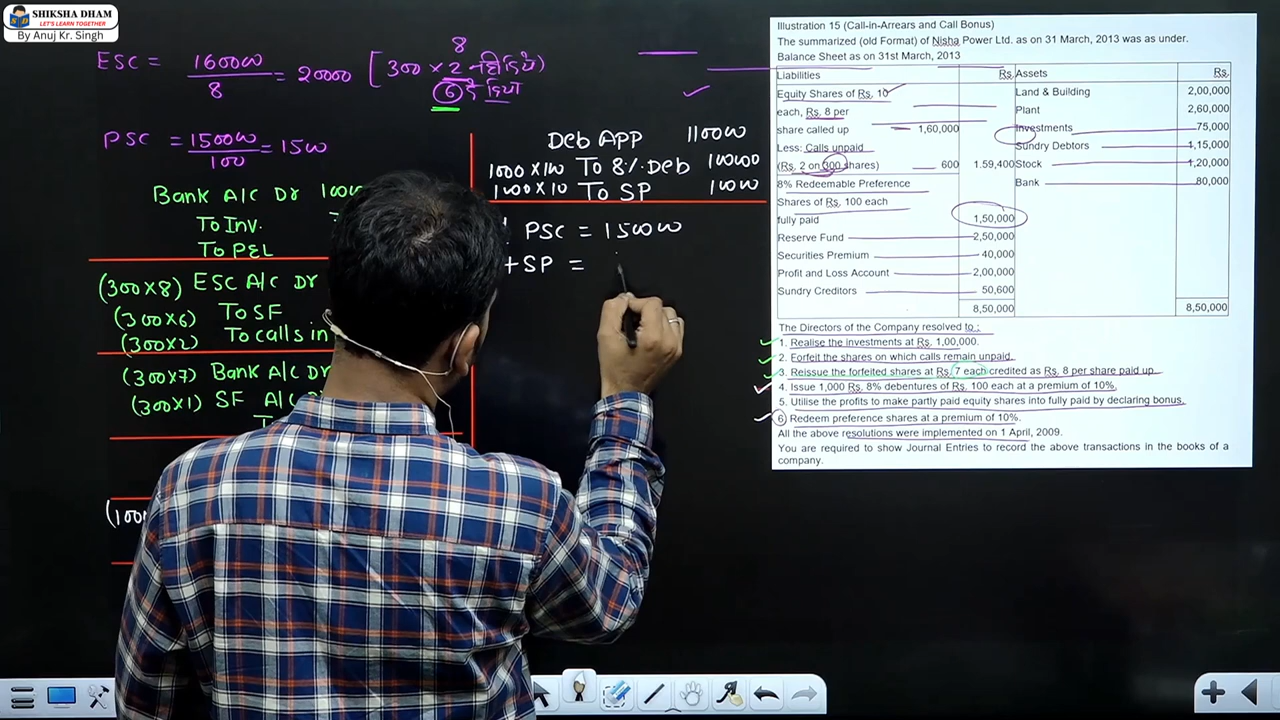 SHIKSHA DHAM
LET'S LEARN TOGETHER
By Anuj Kr. Singh
ESC = 160000/8 = 20000 [300 × 2 नहीं दिया)
8
⑥ है दिया
PSC = 150000/100 = 1500
Bank A/C Dr
To Inv.
To P&L
(300×8) ESC A/C Dr
(300×6) To SF
(300×2) To calls in
(300×7) Bank A/C Dr
(300×1) SF A/C
Deb APP 110000
1000×100 To 8% Deb 100000
1000×10 To SP 10000
PSC = 150000
+SP =
Illustration 15 (Call-in-Arrears and Call Bonus)
The summarized (old Format) of Nisha Power Ltd. as on 31 March, 2013 was as under.
Balance Sheet as on 31st March, 2013
Liabilities Rs. Assets Rs.
Equity Shares of Rs. 10 Land & Building 2,00,000
each, Rs. 8 per Plant 2,60,000
share called up 1,60,000 Investments 75,000
Less: Calls unpaid Sundry Debtors 1,15,000
(Rs. 2 on 300 shares) 600 1.59,400 Stock 1,20,000
8% Redeemable Preference Bank 80,000
Shares of Rs. 100 each
fully paid 1,50,000
Reserve Fund 2,50,000
Securities Premium 40,000
Profit and Loss Account 2,00,000
Sundry Creditors 50,600
8,50,000 8,50,000
The Directors of the Company resolved to :
1. Realise the investments at Rs. 1,00,000.
2. Forfeit the shares on which calls remain unpaid.
3. Reissue the forfeited shares at Rs. 7 each credited as Rs. 8 per share paid up.
4. Issue 1,000 Rs. 8% debentures of Rs. 100 each at a premium of 10%.
5. Utilise the profits to make partly paid equity shares into fully paid by declaring bonus.
6. Redeem preference shares at a premium of 10%.
All the above resolutions were implemented on 1 April, 2009.
You are required to show Journal Entries to record the above transactions in the books of a
company.